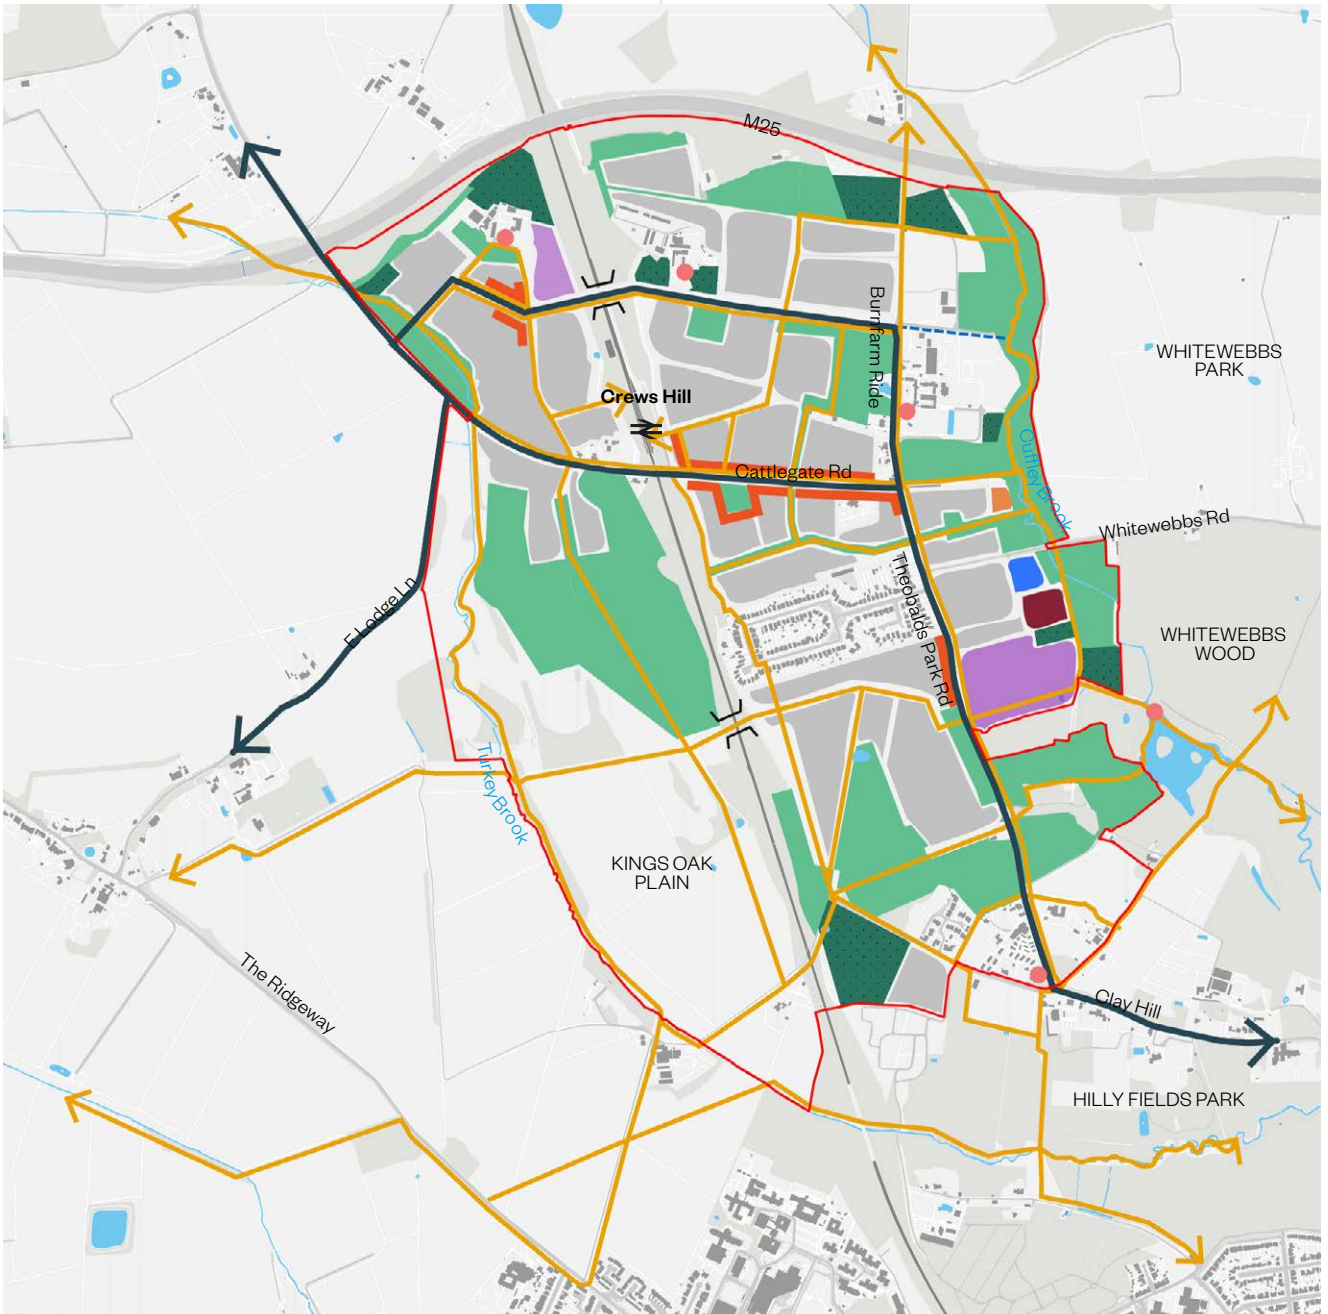 M25
Burnfarm Ride
WHITEWEBBS
PARK
Crews Hill
Cuffley Brook
Cattlegate Rd
Whitewebbs Rd
E Lodge Ln
Theobalds Park Rd
WHITEWEBBS
WOOD
Turkey Brook
KINGS OAK
PLAIN
The Ridgeway
Clay Hill
HILLY FIELDS PARK